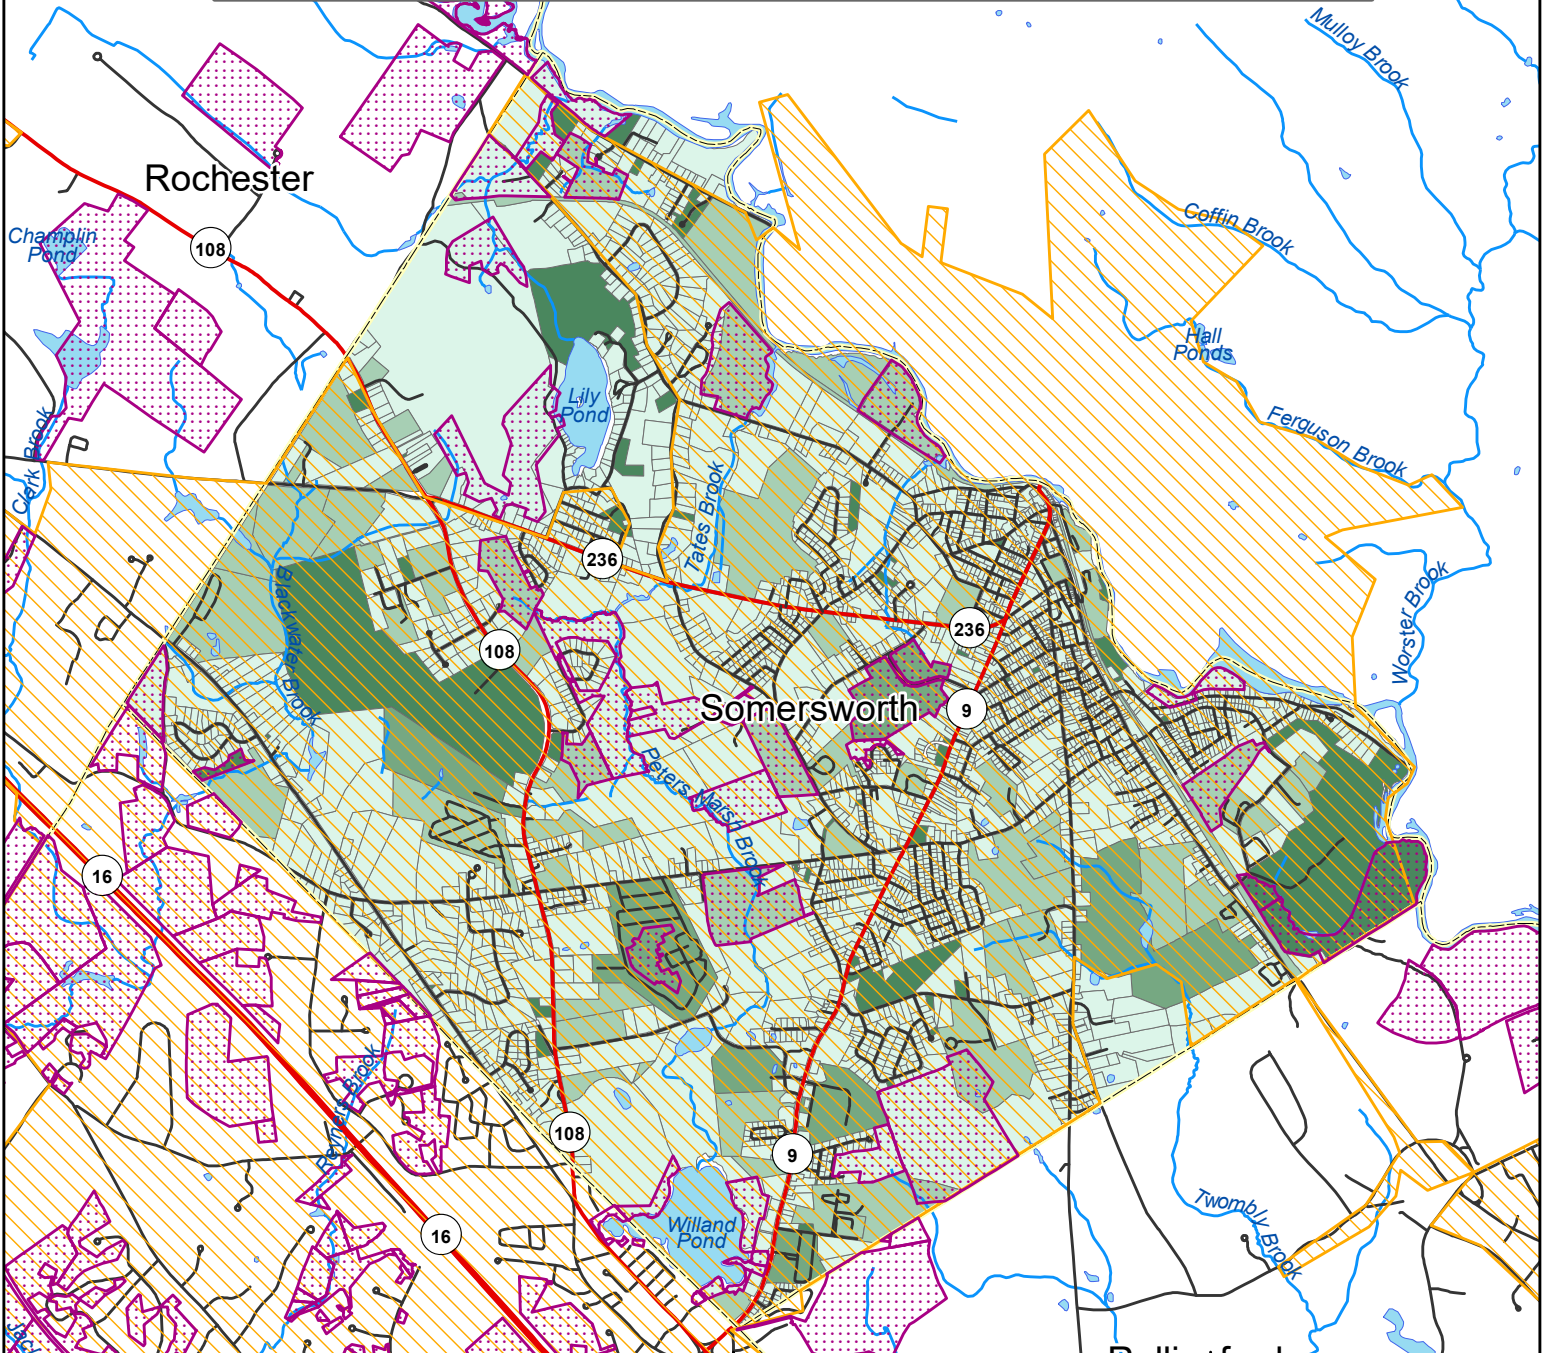 Mulloy Brook
Rochester
Coffin Brook
Champlin
Pond
108
Hall
Ponds
Lily
Pond
Clark Brook
Ferguson Brook
Tates Brook
236
Blackwater Brook
Worster Brook
236
108
Somersworth
9
Peters Marsh Brook
16
Reyners Brook
108
9
Twombly Brook
Willand
Pond
16